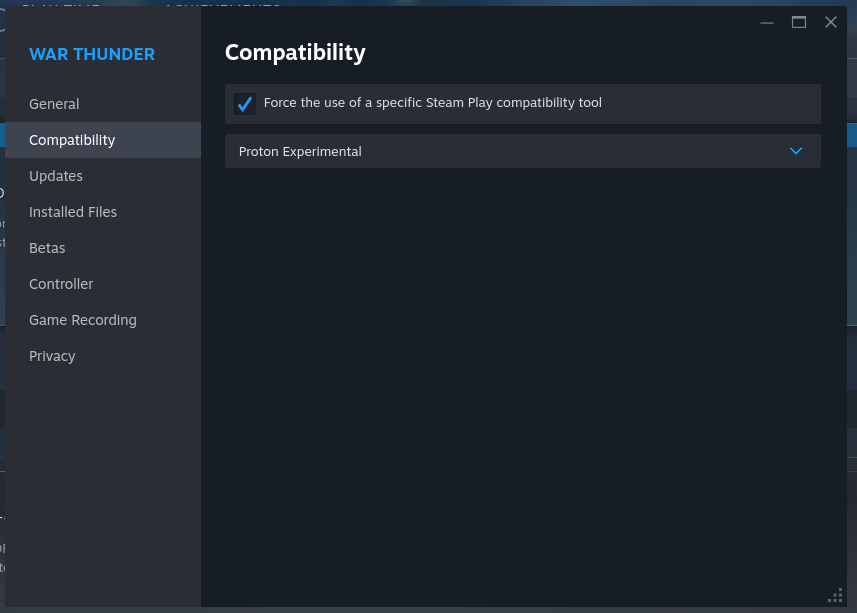 WAR THUNDER
General
Compatibility
Updates
Installed Files
Betas
Controller
Game Recording
Privacy
Compatibility
Force the use of a specific Steam Play compatibility tool
Proton Experimental